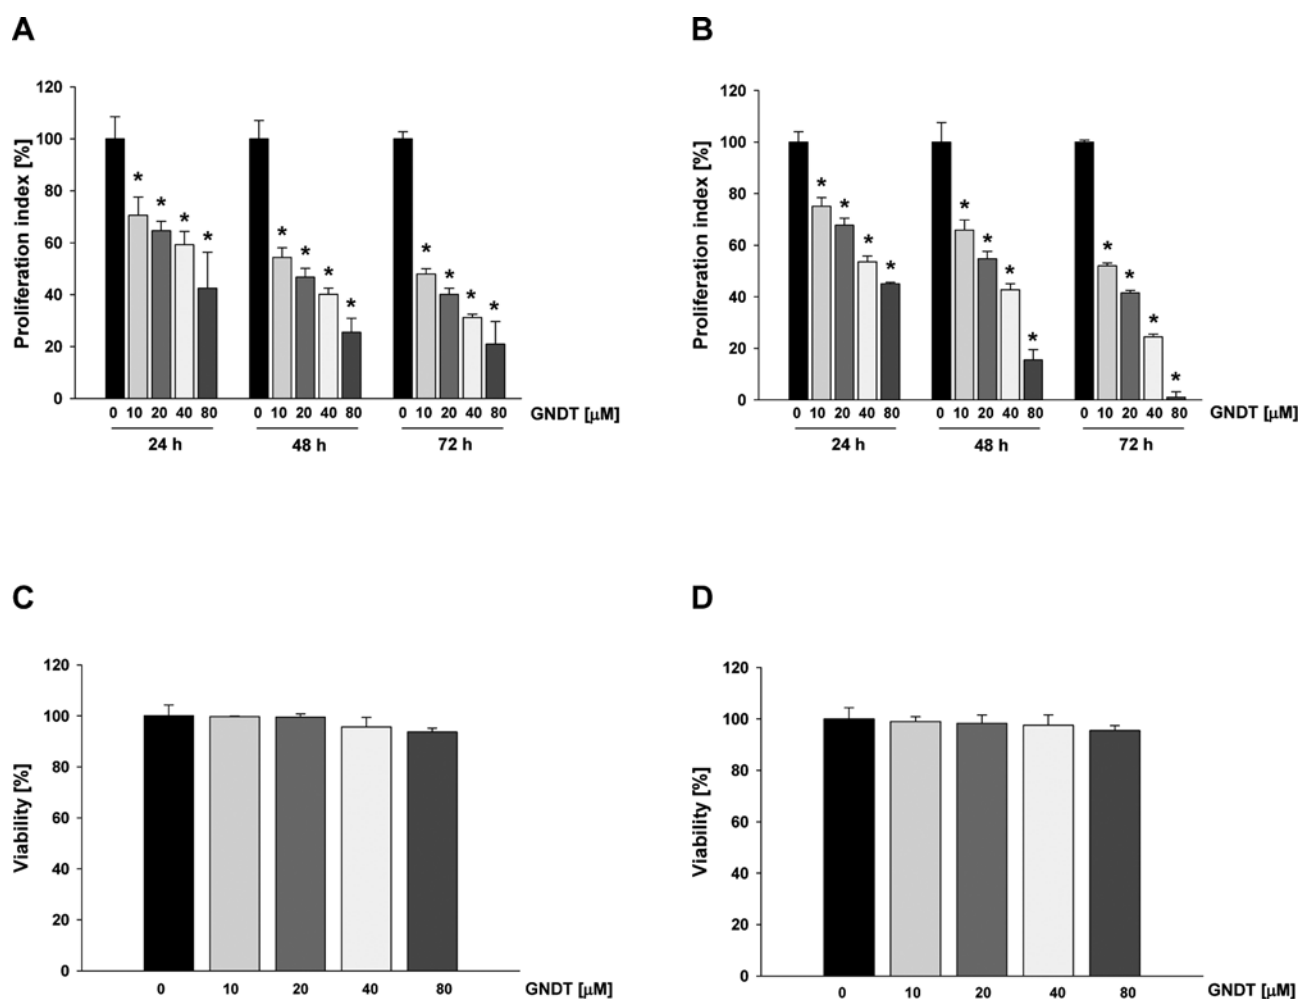 A
Proliferation index [%]
120
100
80
60
40
20
0
* * * * * * * * * * * *
0 10 20 40 80 0 10 20 40 80 0 10 20 40 80 GNDT [µM]
24 h 48 h 72 h
B
Proliferation index [%]
120
100
80
60
40
20
0
* * * * * * * * * * * *
0 10 20 40 80 0 10 20 40 80 0 10 20 40 80 GNDT [µM]
24 h 48 h 72 h
C
Viability [%]
120
100
80
60
40
20
0
0 10 20 40 80 GNDT [µM]
D
Viability [%]
120
100
80
60
40
20
0
0 10 20 40 80 GNDT [µM]